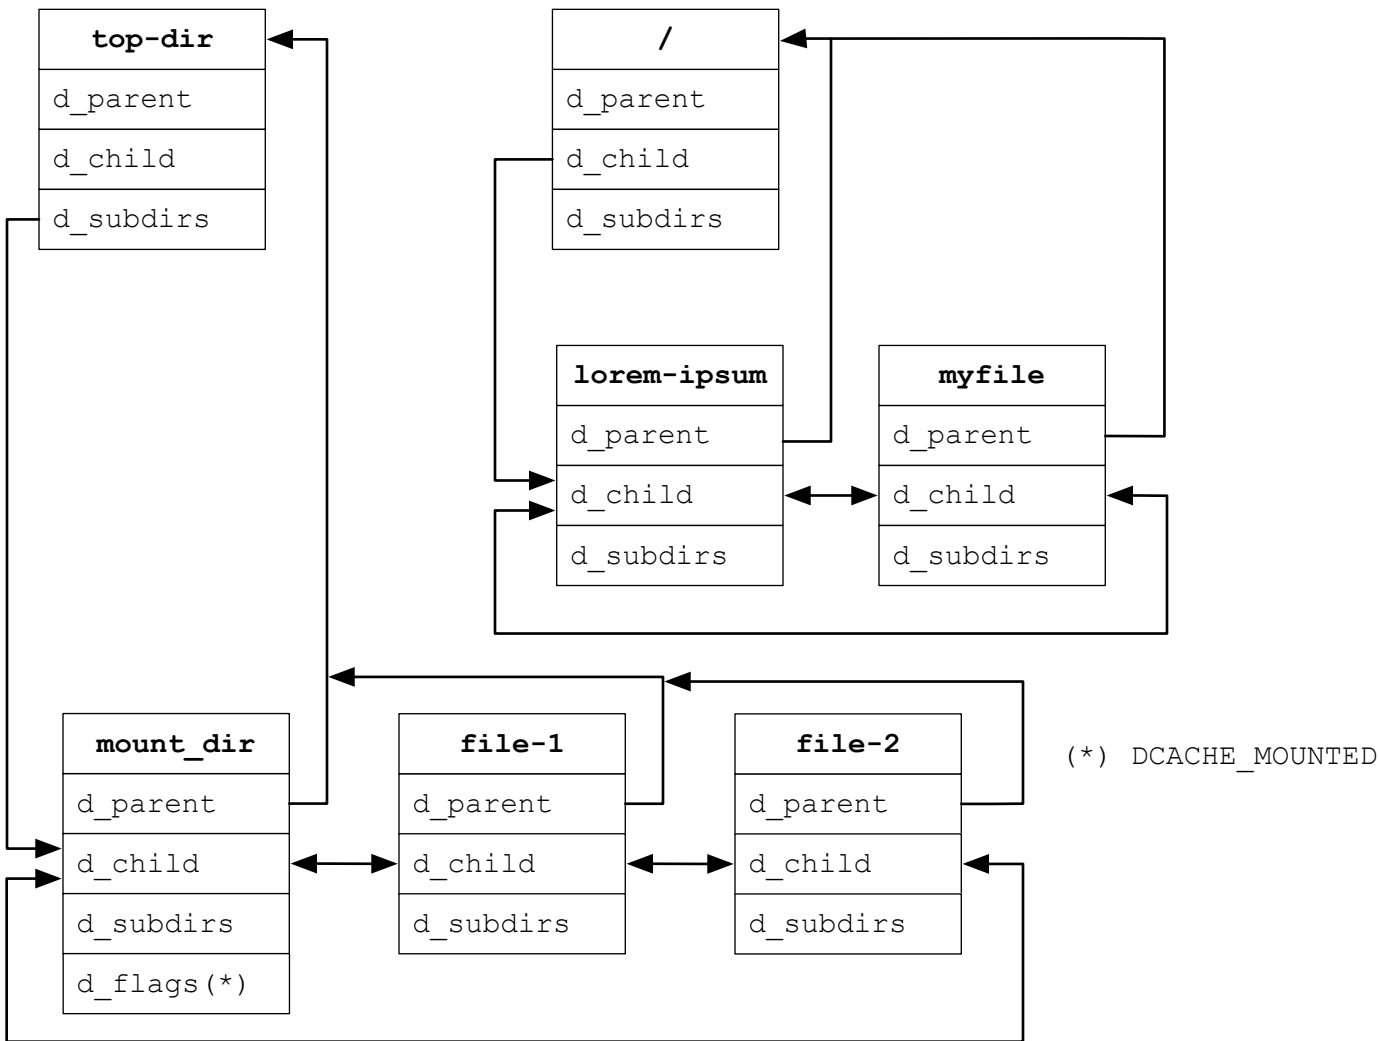 top-dir
d_parent
d_child
d_subdirs
/
d_parent
d_child
d_subdirs
lorem-ipsum
d_parent
d_child
d_subdirs
myfile
d_parent
d_child
d_subdirs
mount_dir
d_parent
d_child
d_subdirs
d_flags(*)
file-1
d_parent
d_child
d_subdirs
file-2
d_parent
d_child
d_subdirs
(*) DCACHE_MOUNTED